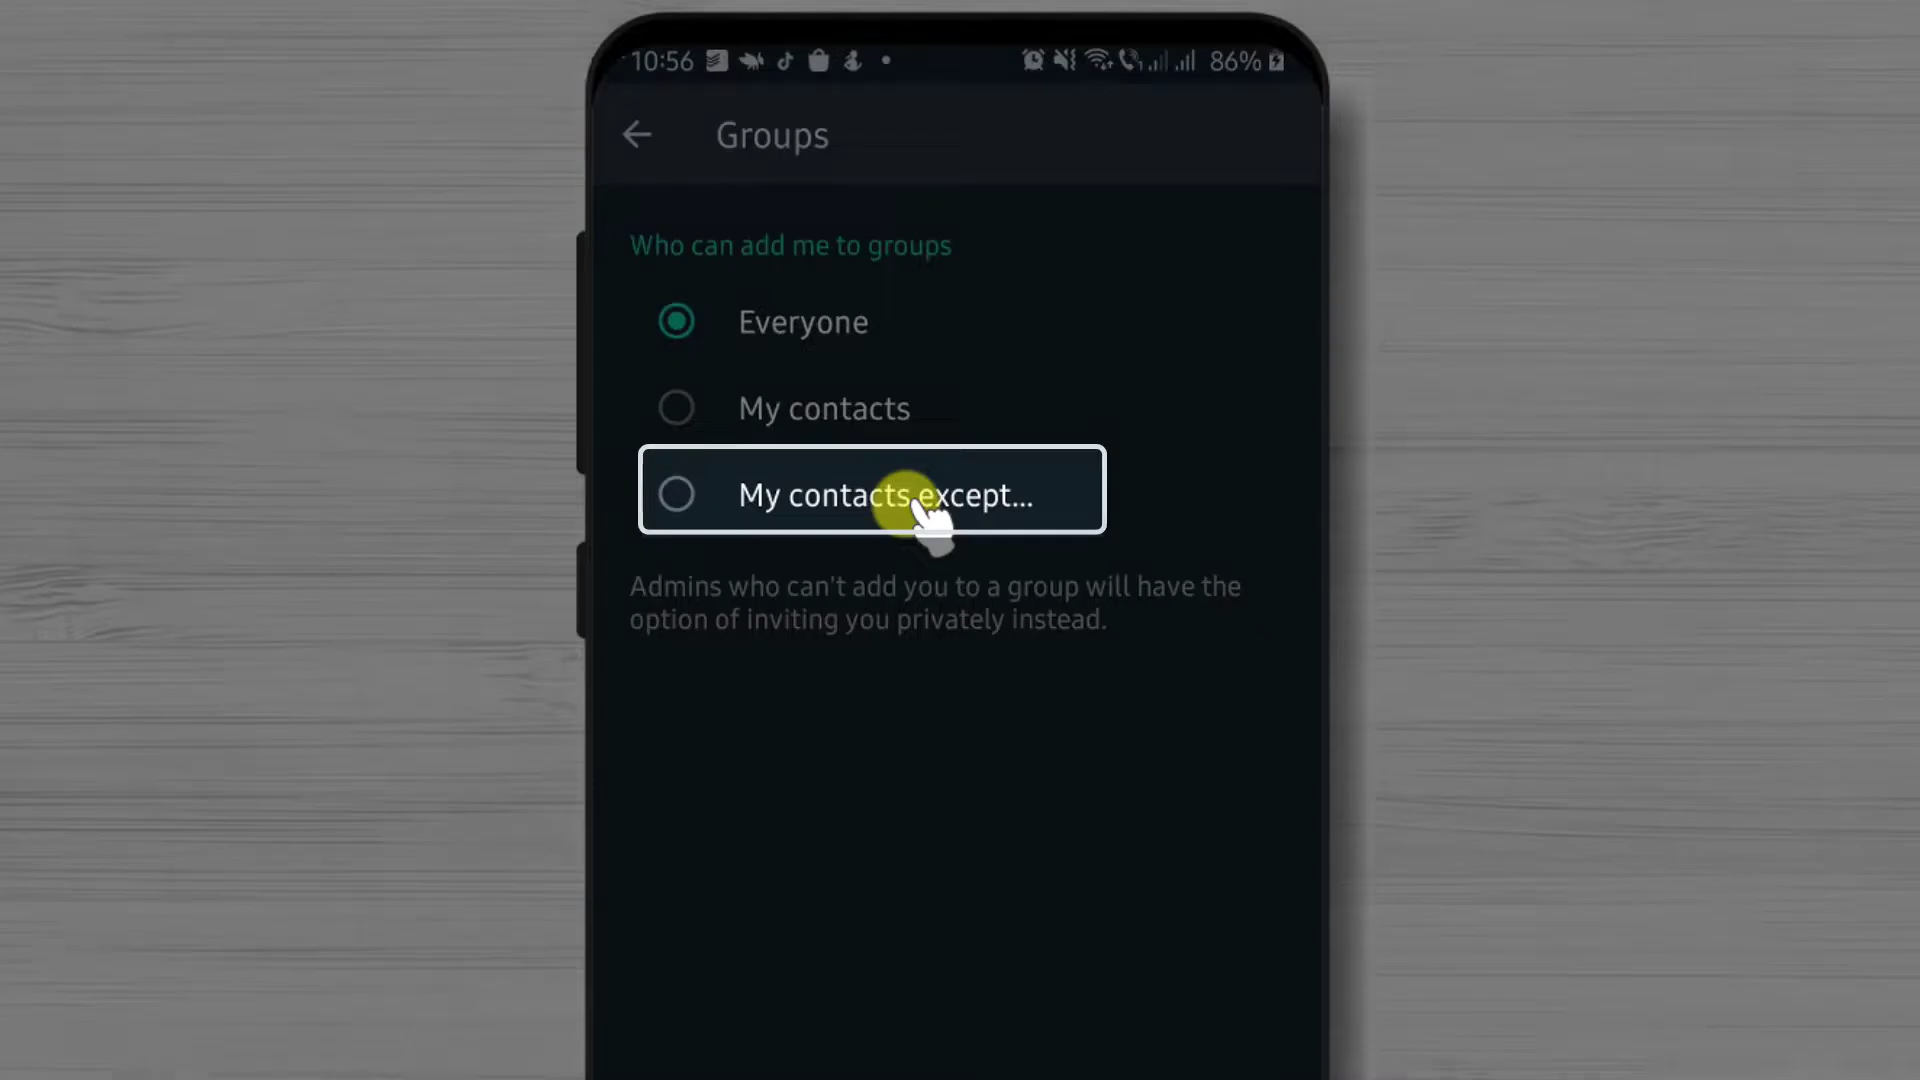 10:56 86%
Groups
Who can add me to groups
Everyone
My contacts
My contacts except...
Admins who can't add you to a group will have the
option of inviting you privately instead.